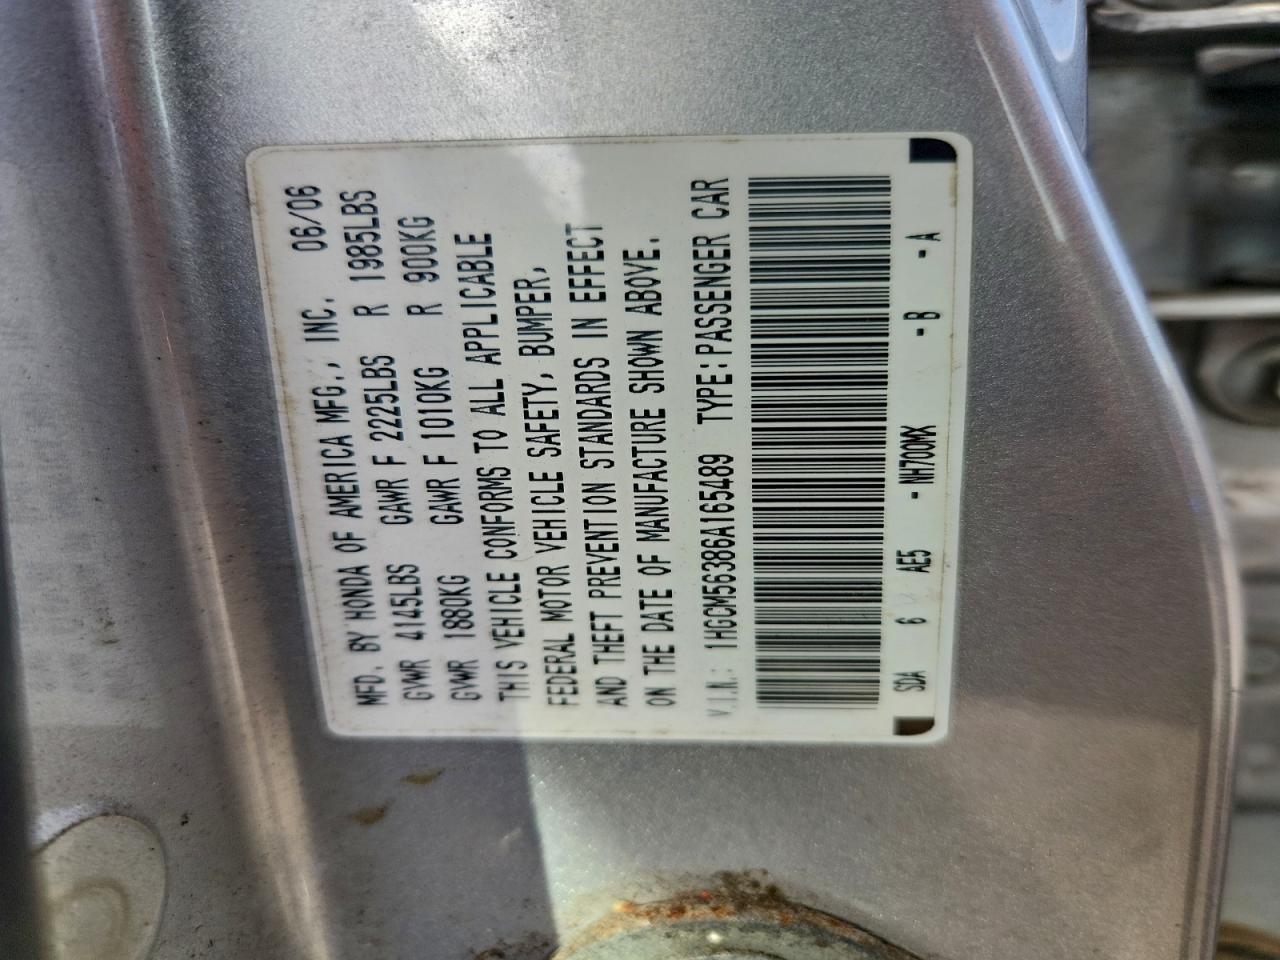 MFD. BY HONDA OF AMERICA MFG., INC. 06/06
GVWR 4145LBS GAWR F 2225LBS R 1985LBS
GVWR 1880KG GAWR F 1010KG R 900KG
THIS VEHICLE CONFORMS TO ALL APPLICABLE
FEDERAL MOTOR VEHICLE SAFETY, BUMPER,
AND THEFT PREVENTION STANDARDS IN EFFECT
ON THE DATE OF MANUFACTURE SHOWN ABOVE.
V.I.N.: 1HGCM56386A165489 TYPE:PASSENGER CAR
SDA 6 AE5 - NH700MX - B - A